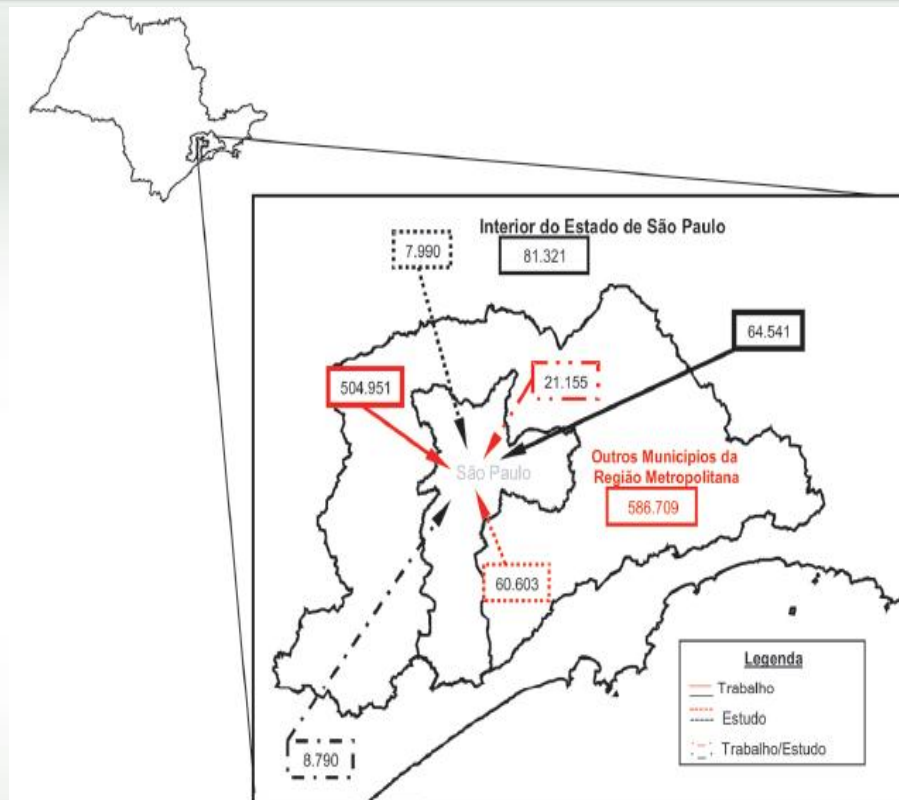 Interior do Estado de São Paulo
7.990
81.321
64.541
504.951
21.155
São Paulo
Outros Municípios da
Região Metropolitana
586.709
60.603
8.790
Legenda
Trabalho
Estudo
Trabalho/Estudo